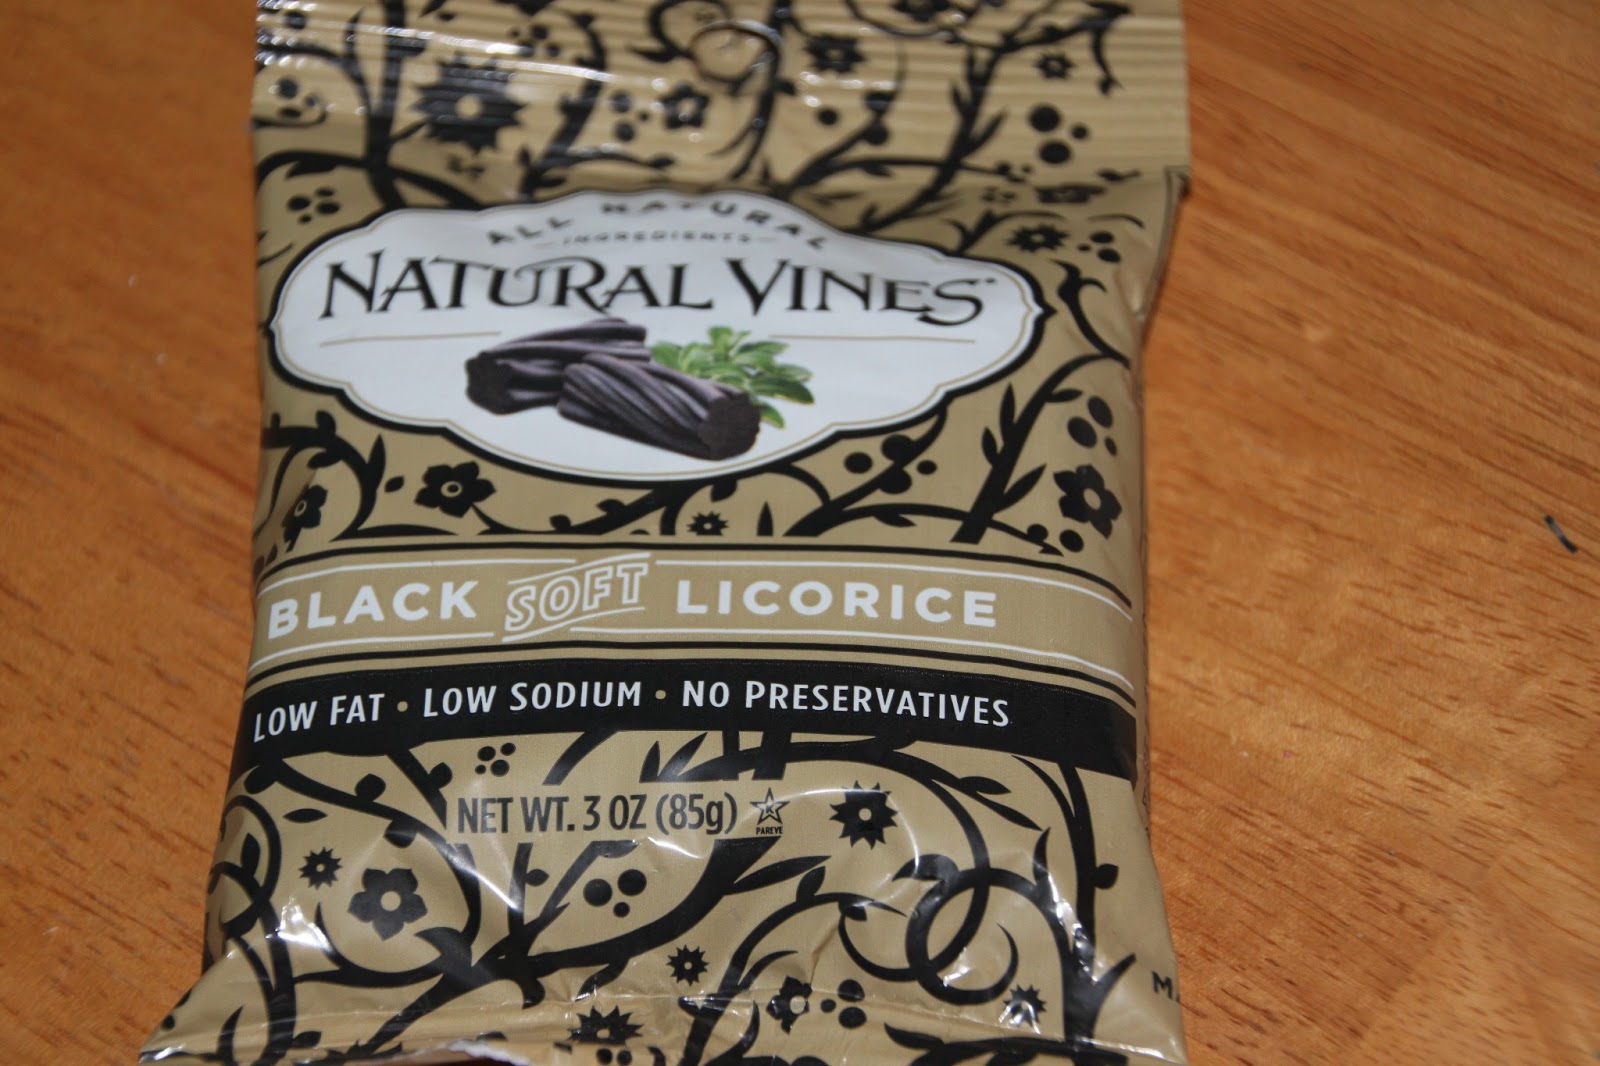 ALL NATURAL
INGREDIENTS
NATURAL VINES
BLACK SOFT LICORICE
LOW FAT • LOW SODIUM • NO PRESERVATIVES
NET WT. 3 OZ (85g) K
PAREVE